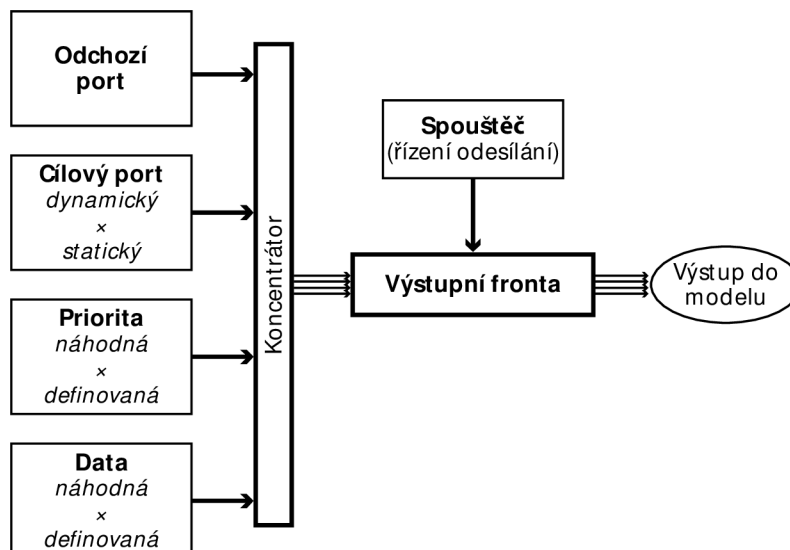 Odchozí
port
Cílový port
dynamický
×
statický
Priorita
náhodná
×
definovaná
Data
náhodná
×
definovaná
Koncentrátor
Spouštěč
(řízení odesílání)
Výstupní fronta
Výstup do
modelu